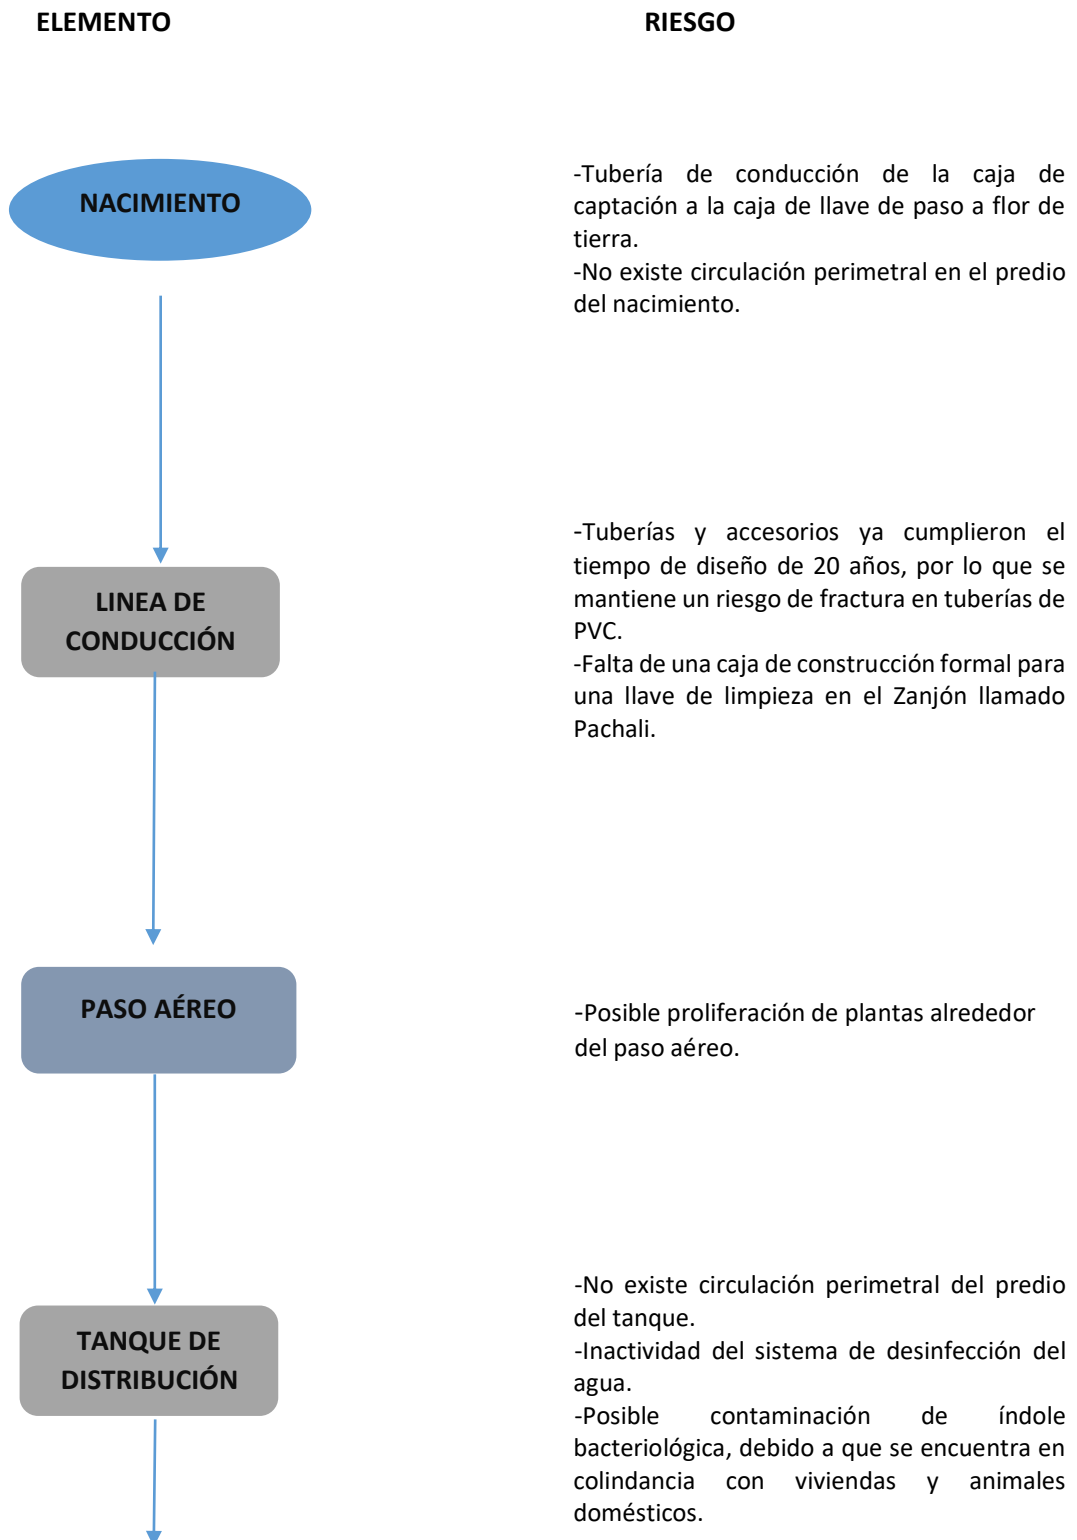 ELEMENTO
RIESGO
NACIMIENTO
-Tubería de conducción de la caja de
captación a la caja de llave de paso a flor de
tierra.
-No existe circulación perimetral en el predio
del nacimiento.
LINEA DE
CONDUCCIÓN
-Tuberías y accesorios ya cumplieron el
tiempo de diseño de 20 años, por lo que se
mantiene un riesgo de fractura en tuberías de
PVC.
-Falta de una caja de construcción formal para
una llave de limpieza en el Zanjón llamado
Pachali.
PASO AÉREO
-Posible proliferación de plantas alrededor
del paso aéreo.
TANQUE DE
DISTRIBUCIÓN
-No existe circulación perimetral del predio
del tanque.
-Inactividad del sistema de desinfección del
agua.
-Posible contaminación de índole
bacteriológica, debido a que se encuentra en
colindancia con viviendas y animales
domésticos.